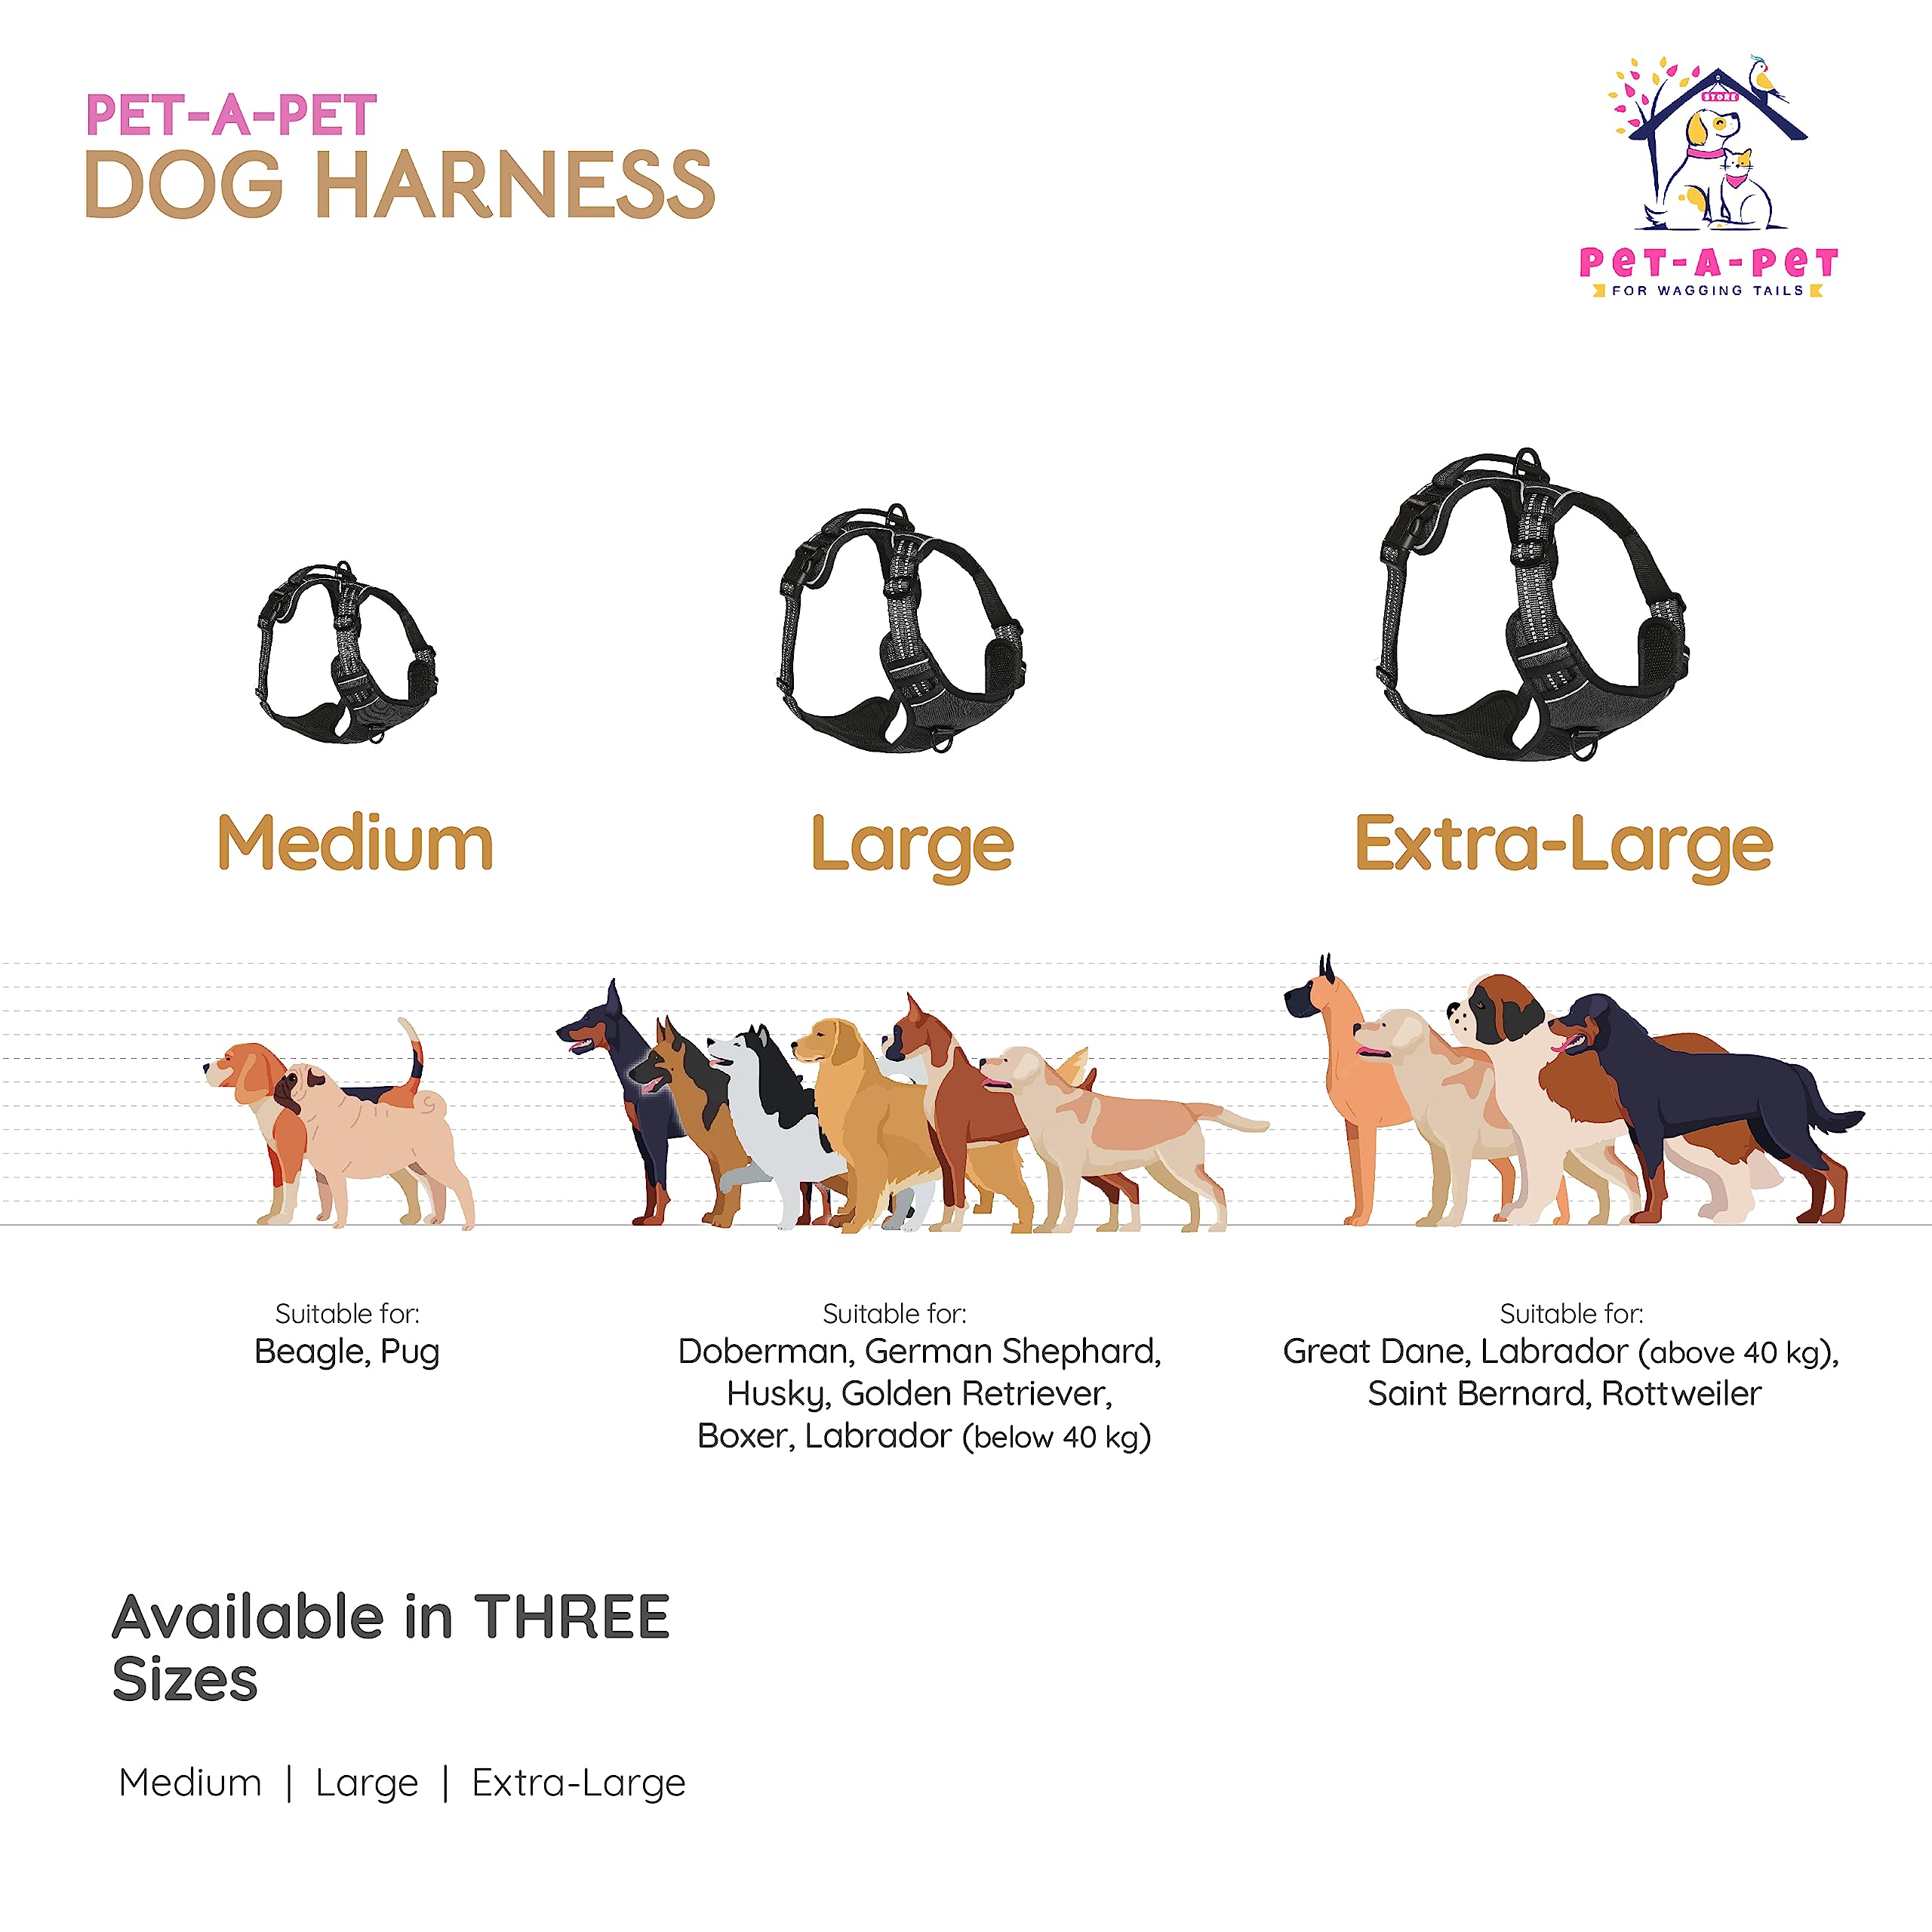 PET-A-PET
DOG HARNESS
STORE
PET-A-PET
FOR WAGGING TAILS
Medium
Large
Extra-Large
Suitable for:
Beagle, Pug
Suitable for:
Doberman, German Shephard,
Husky, Golden Retriever,
Boxer, Labrador (below 40 kg)
Suitable for:
Great Dane, Labrador (above 40 kg),
Saint Bernard, Rottweiler
Available in THREE
Sizes
Medium | Large | Extra-Large